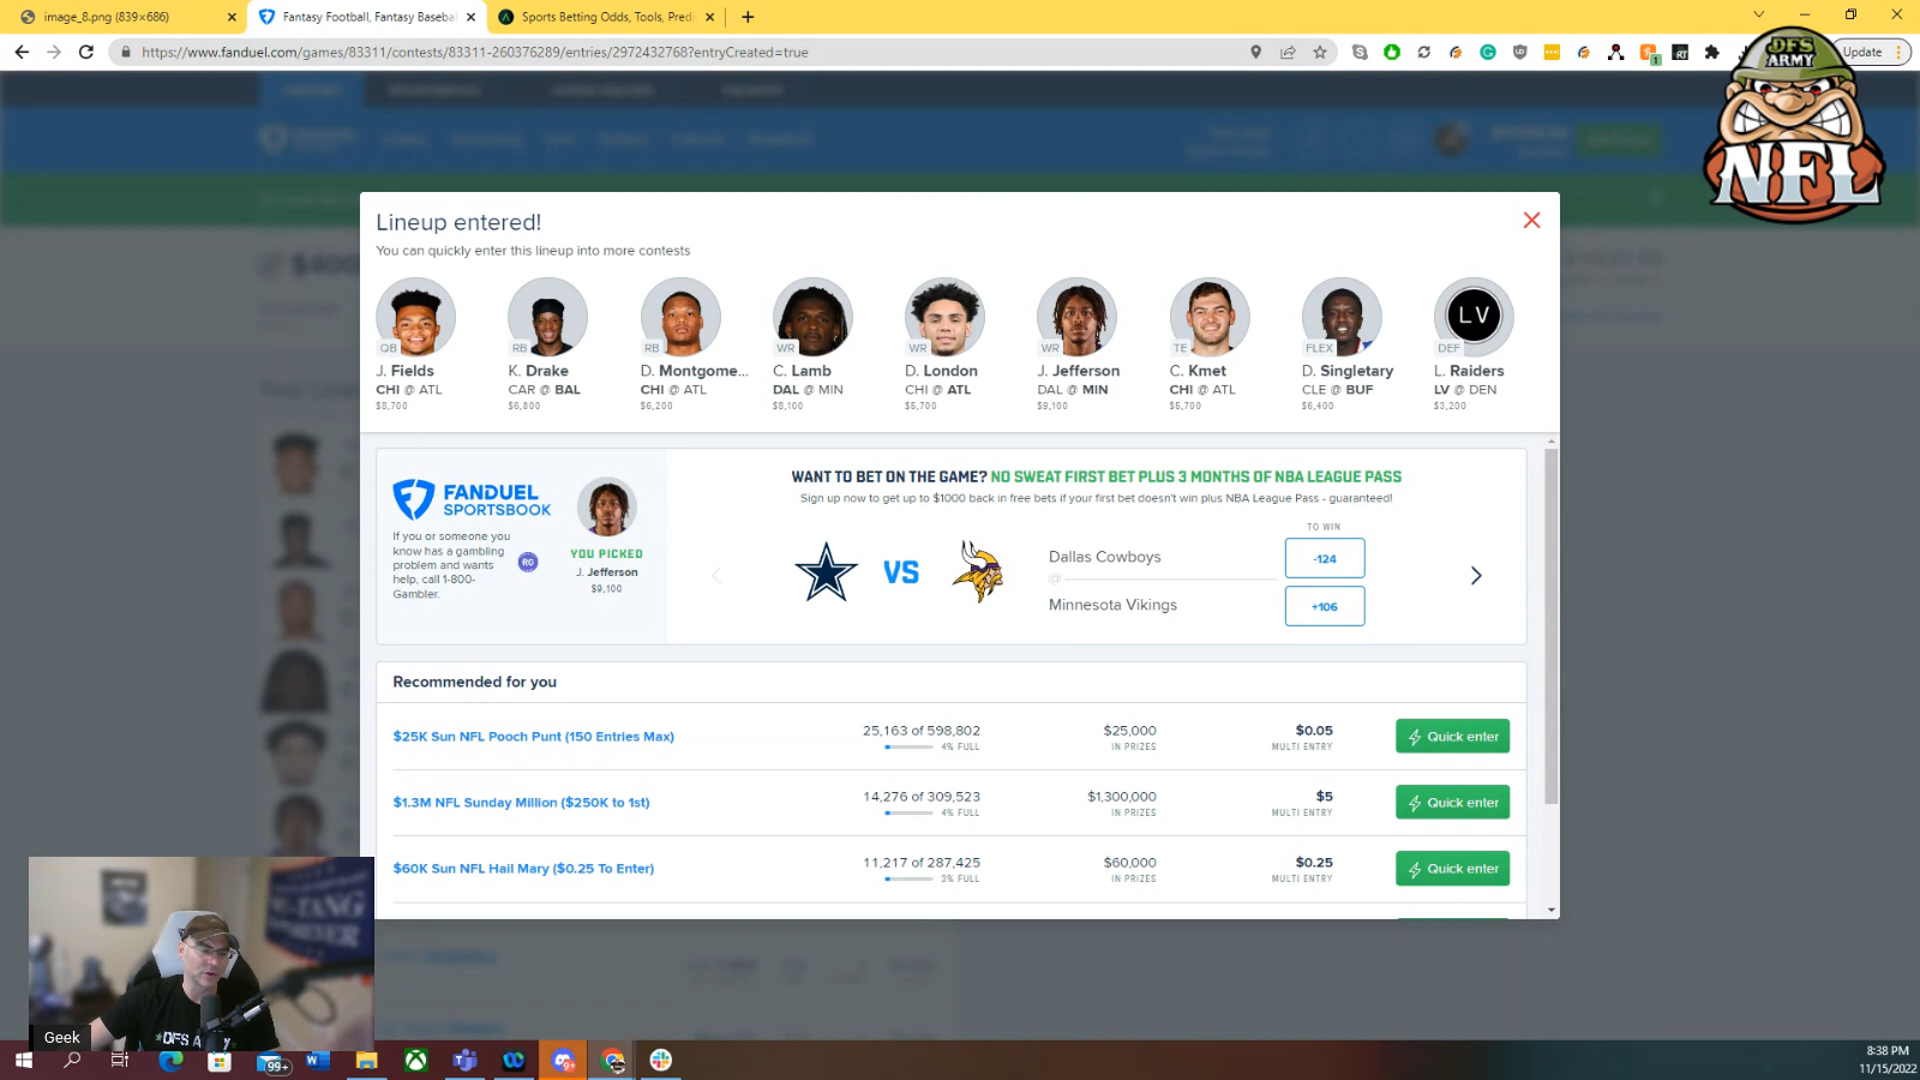 image_8.png (839×686)
Fantasy Football, Fantasy Baseba
Sports Betting Odds, Tools, Predi
https://www.fanduel.com/games/83311/contests/83311-260376289/entries/2972432768?entryCreated=true
Update
DFS
ARMY
NFL
Lineup entered!
You can quickly enter this lineup into more contests
LV
QB RB RB WR WR WR TE FLEX DEF
J. Fields K. Drake D. Montgome... C. Lamb D. London J. Jefferson C. Kmet D. Singletary L. Raiders
CHI @ ATL CAR @ BAL CHI @ ATL DAL @ MIN CHI @ ATL DAL @ MIN CHI @ ATL CLE @ BUF LV @ DEN
$8,700 $6,800 $6,200 $8,100 $5,700 $9,100 $5,700 $6,400 $3,200
FANDUEL
SPORTSBOOK
If you or someone you
know has a gambling
problem and wants
help, call 1-800-
Gambler.
RG
YOU PICKED
J. Jefferson
$9,100
WANT TO BET ON THE GAME? NO SWEAT FIRST BET PLUS 3 MONTHS OF NBA LEAGUE PASS
Sign up now to get up to $1000 back in free bets if your first bet doesn't win plus NBA League Pass - guaranteed!
TO WIN
VS
Dallas Cowboys -124
@
Minnesota Vikings +106
Recommended for you
$25K Sun NFL Pooch Punt (150 Entries Max) 25,163 of 598,802 $25,000 $0.05 Quick enter
4% FULL IN PRIZES MULTI ENTRY
$1.3M NFL Sunday Million ($250K to 1st) 14,276 of 309,523 $1,300,000 $5 Quick enter
4% FULL IN PRIZES MULTI ENTRY
$60K Sun NFL Hail Mary ($0.25 To Enter) 11,217 of 287,425 $60,000 $0.25 Quick enter
3% FULL IN PRIZES MULTI ENTRY
Geek
99+
8:38 PM
11/15/2022